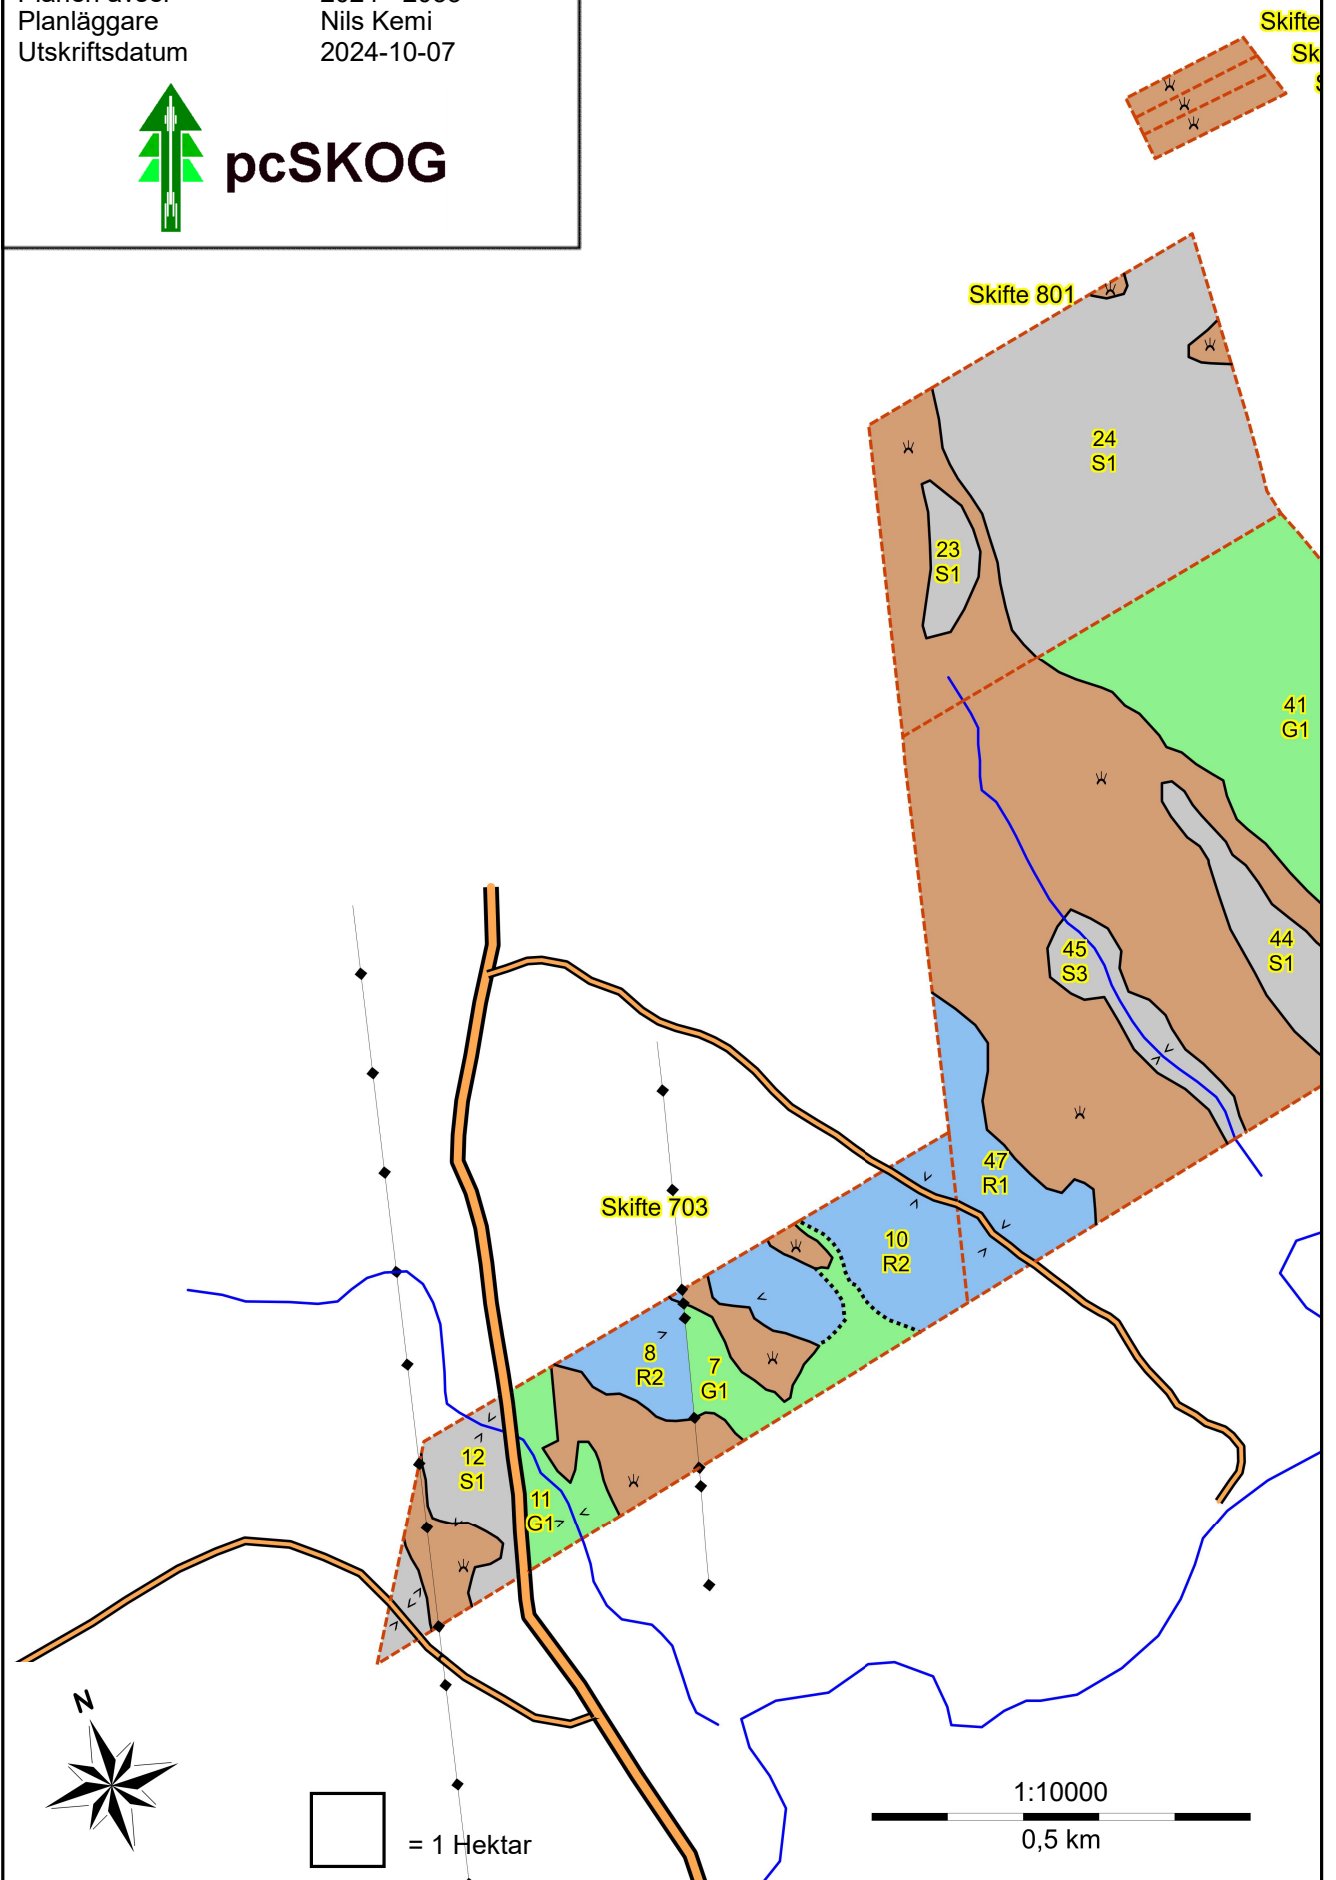 Planläggare Nils Kemi
Utskriftsdatum 2024-10-07
pcSKOG
Skifte
Skifte 801
24
S1
23
S1
41
G1
44
S1
45
S3
47
R1
Skifte 703
10
R2
8
R2
7
G1
12
S1
11
G1
N
= 1 Hektar
1:10000
0,5 km